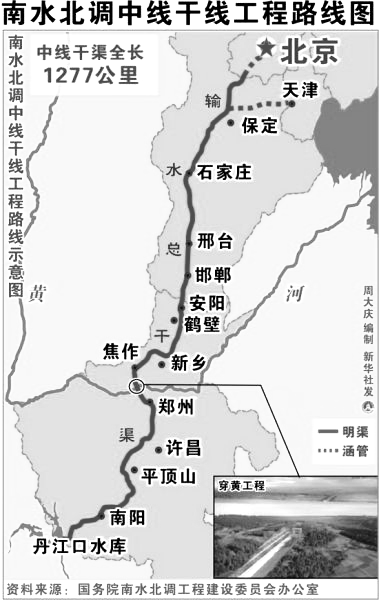 南水北调中线干线工程路线图
南水北调中线干线工程路线示意图
中线干渠全长
1277公里
北京
天津
保定
石家庄
邢台
邯郸
安阳
鹤壁
新乡
焦作
郑州
许昌
平顶山
南阳
丹江口水库
输水总干渠
黄河
周大庆 编制 新华社发
明渠
涵管
穿黄工程
资料来源：国务院南水北调工程建设委员会办公室